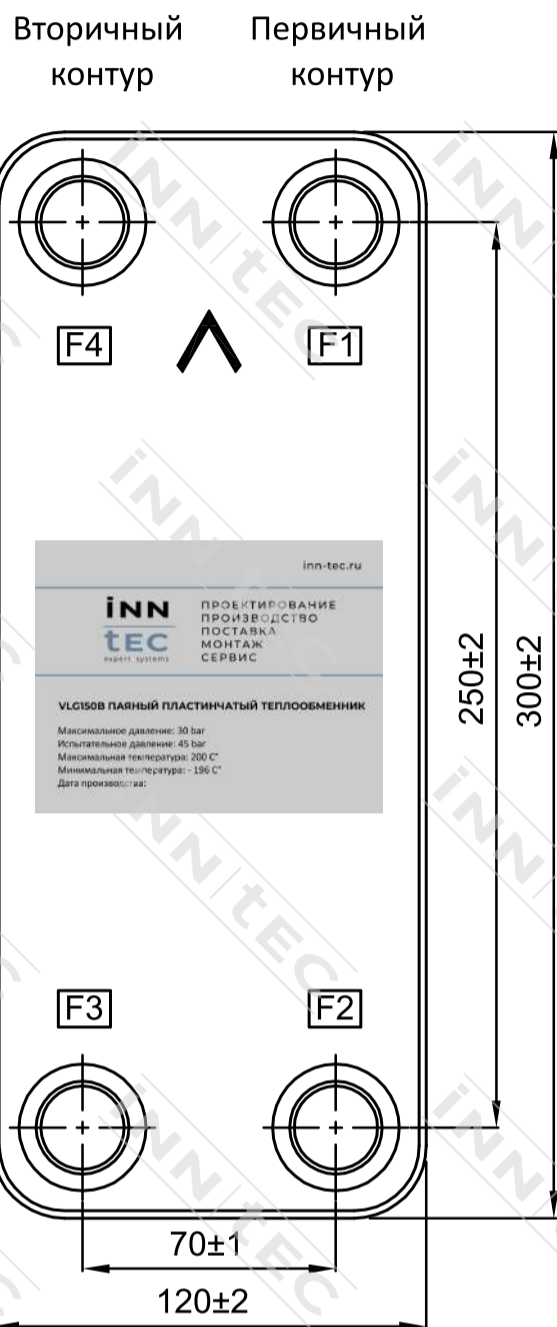 Вторичный контур
Первичный контур
F4
F1
inn-tec.ru
iNN
tEC
expert systems
ПРОЕКТИРОВАНИЕ
ПРОИЗВОДСТВО
ПОСТАВКА
МОНТАЖ
СЕРВИС
VLG150B ПАЯНЫЙ ПЛАСТИНЧАТЫЙ ТЕПЛООБМЕННИК
Максимальное давление: 30 bar
Испытательное давление: 45 bar
Максимальная температура: 200 C°
Минимальная температура: - 196 C°
Дата производства:
250±2
300±2
F3
F2
70±1
120±2